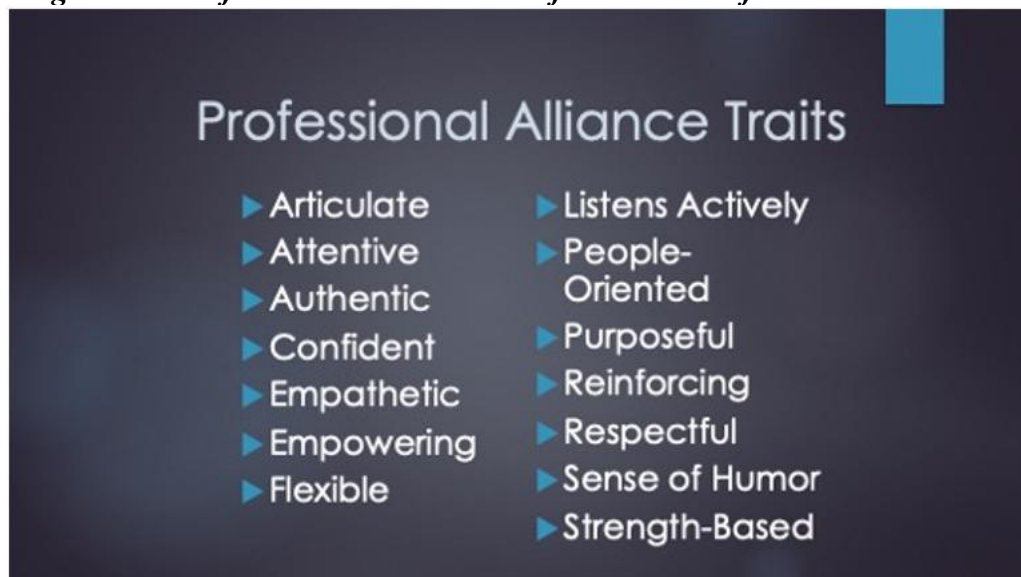 Professional Alliance Traits
Articulate
Attentive
Authentic
Confident
Empathetic
Empowering
Flexible
Listens Actively
People-
Oriented
Purposeful
Reinforcing
Respectful
Sense of Humor
Strength-Based